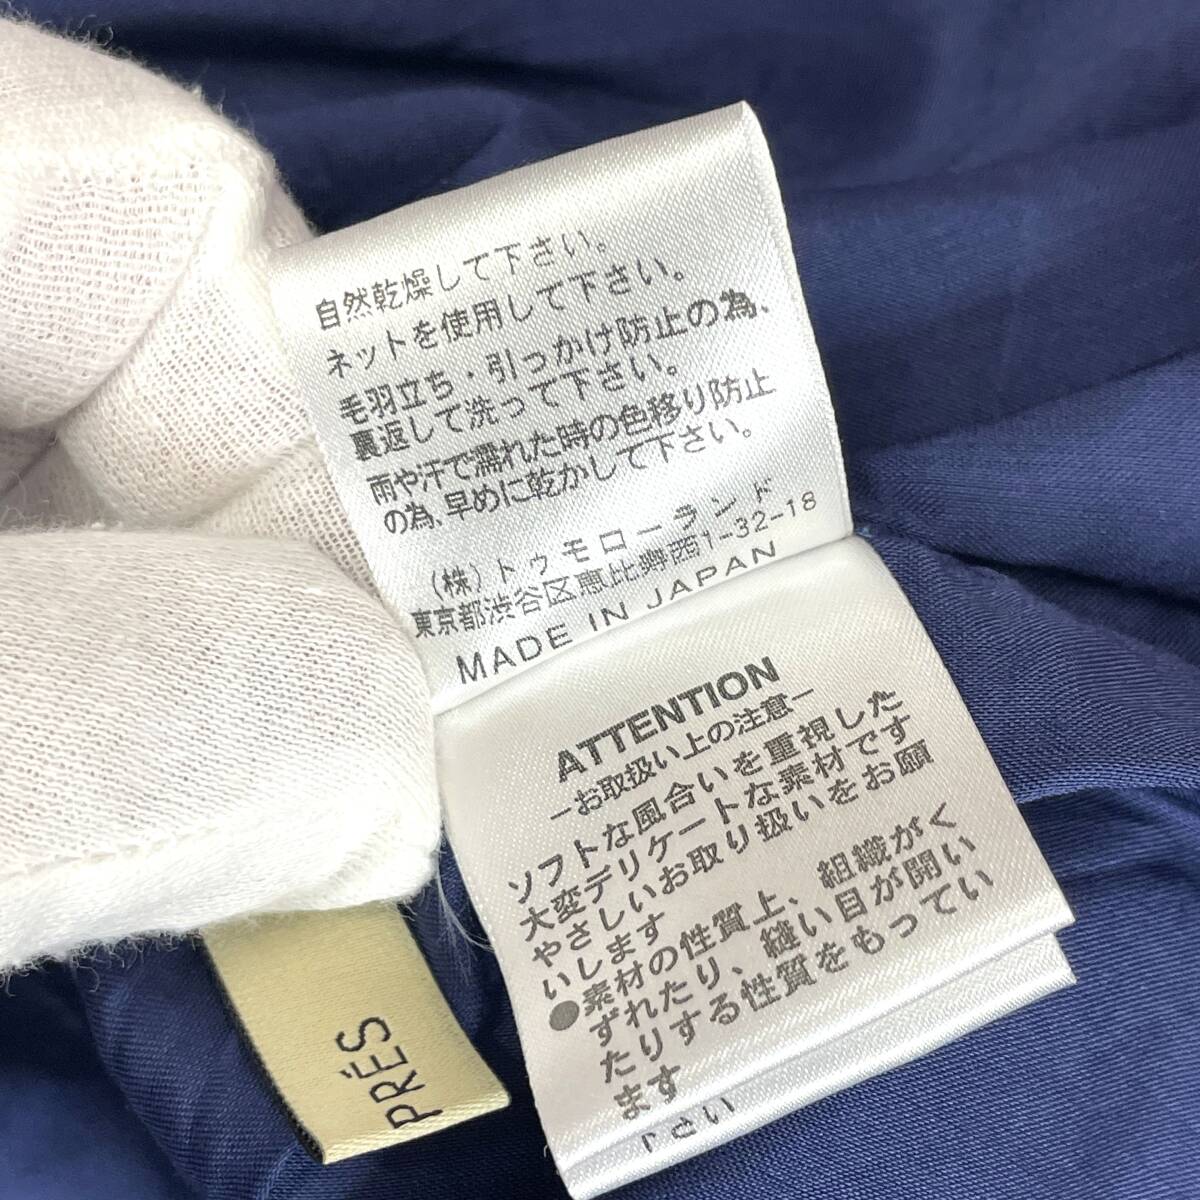 自然乾燥して下さい。
ネットを使用して下さい。
毛羽立ち・引っかけ防止の為、
裏返して洗って下さい。
雨や汗で濡れた時の色移り防止
の為、早めに乾かして下さい。
(株)トゥモローランド
東京都渋谷区恵比寿西1-32-18
MADE IN JAPAN
ATTENTION
ーお取扱い上の注意ー
ソフトな風合いを重視した
大変デリケートな素材です
やさしいお取り扱いをお願
いします
●素材の性質上、組織がく
ずれたり、縫い目が開い
たりする性質をもってい
ます
さい
PRÈS